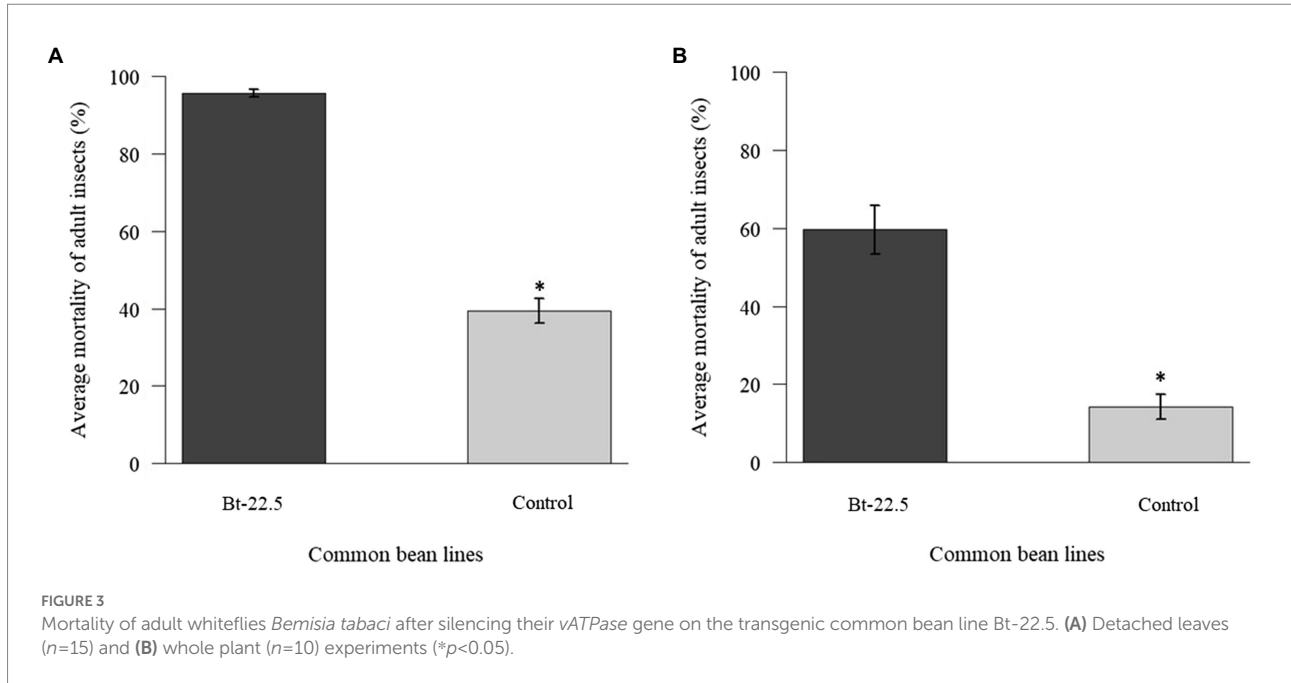 A
Average mortality of adult insects (%)
100
80
60
40
20
0
*
Bt-22.5
Control
Common bean lines
B
Average mortality of adult insects (%)
100
80
60
40
20
0
*
Bt-22.5
Control
Common bean lines
FIGURE 3
Mortality of adult whiteflies Bemisia tabaci after silencing their vATPase gene on the transgenic common bean line Bt-22.5. (A) Detached leaves
(n=15) and (B) whole plant (n=10) experiments (*p<0.05).